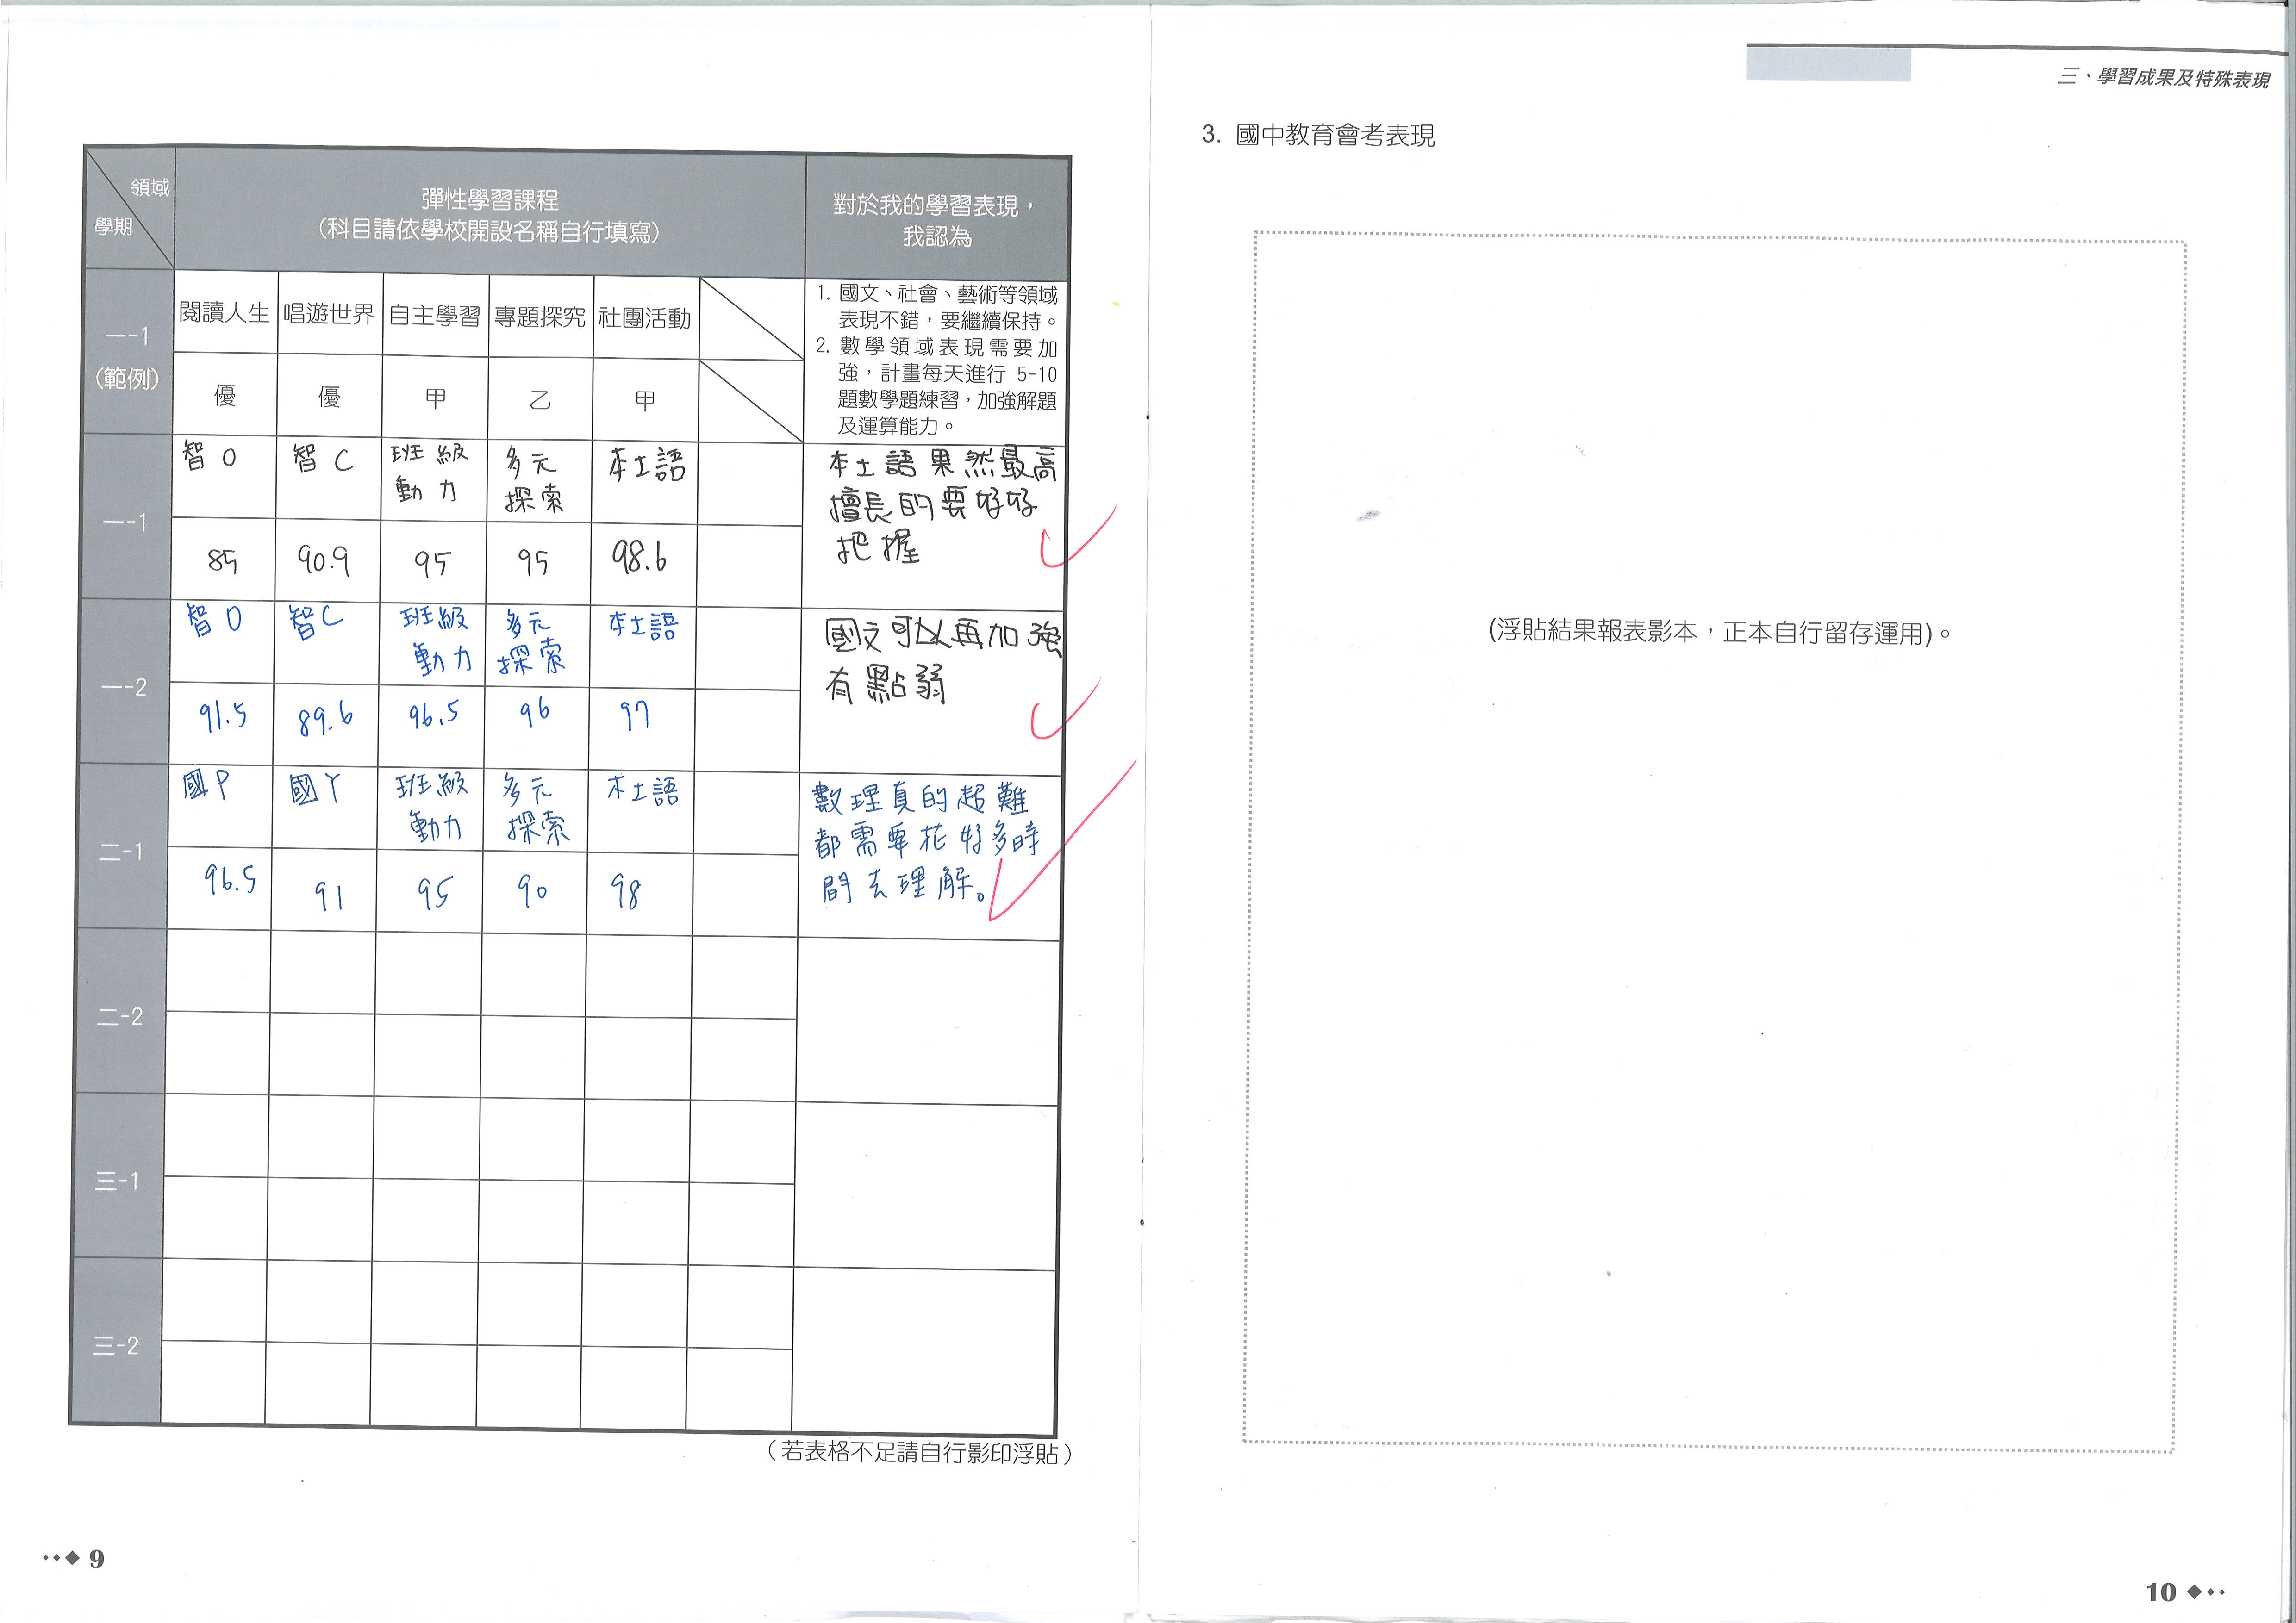 領域
學期
彈性學習課程
（科目請依學校開設名稱自行填寫）
對於我的學習表現，
我認為
一-1
（範例）
閱讀人生 唱遊世界 自主學習 專題探究 社團活動
優 優 甲 乙 甲
1. 國文、社會、藝術等領域
表現不錯，要繼續保持。
2. 數學領域表現需要加
強，計畫每天進行 5-10
題數學題練習，加強解題
及運算能力。
一-1
智 O 智 C 班級 多元 本土語
動力 探索
85 90.9 95 95 98.6
本土語果然最高
擅長的要好好
把握
一-2
智 O 智 C 班級 多元 本土語
動力 探索
91.5 89.6 96.5 96 97
國文可以再加強
有點弱
二-1
國 P 國 Y 班級 多元 本土語
動力 探索
96.5 91 95 90 98
數理真的超難
都需要花好多時
間去理解。
二-2
三-1
三-2
（若表格不足請自行影印浮貼）
9
三、學習成果及特殊表現
3. 國中教育會考表現
(浮貼結果報表影本，正本自行留存運用)。
10